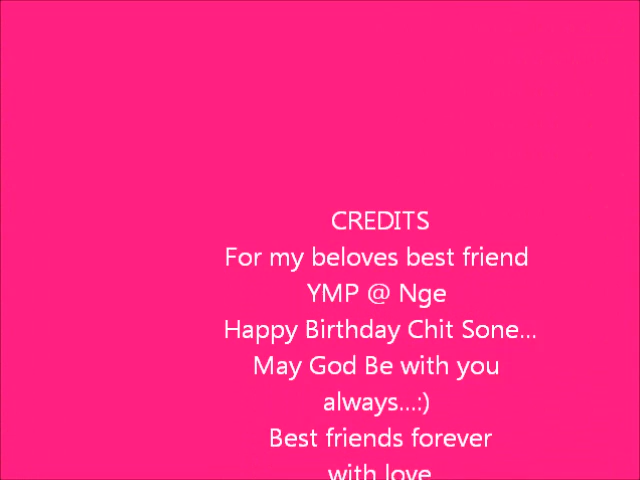 CREDITS
For my beloves best friend
YMP @ Nge
Happy Birthday Chit Sone...
May God Be with you
always...:)
Best friends forever
with love